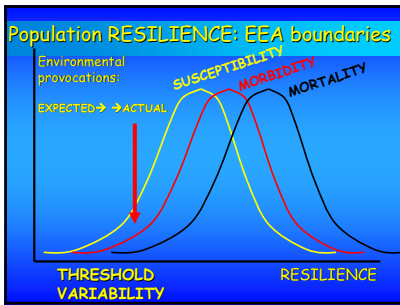 Population RESILIENCE: EEA boundaries
Environmental
provocations:
EXPECTED→ →ACTUAL
SUSCEPTIBILITY
MORBIDITY
MORTALITY
THRESHOLD
VARIABILITY
RESILIENCE